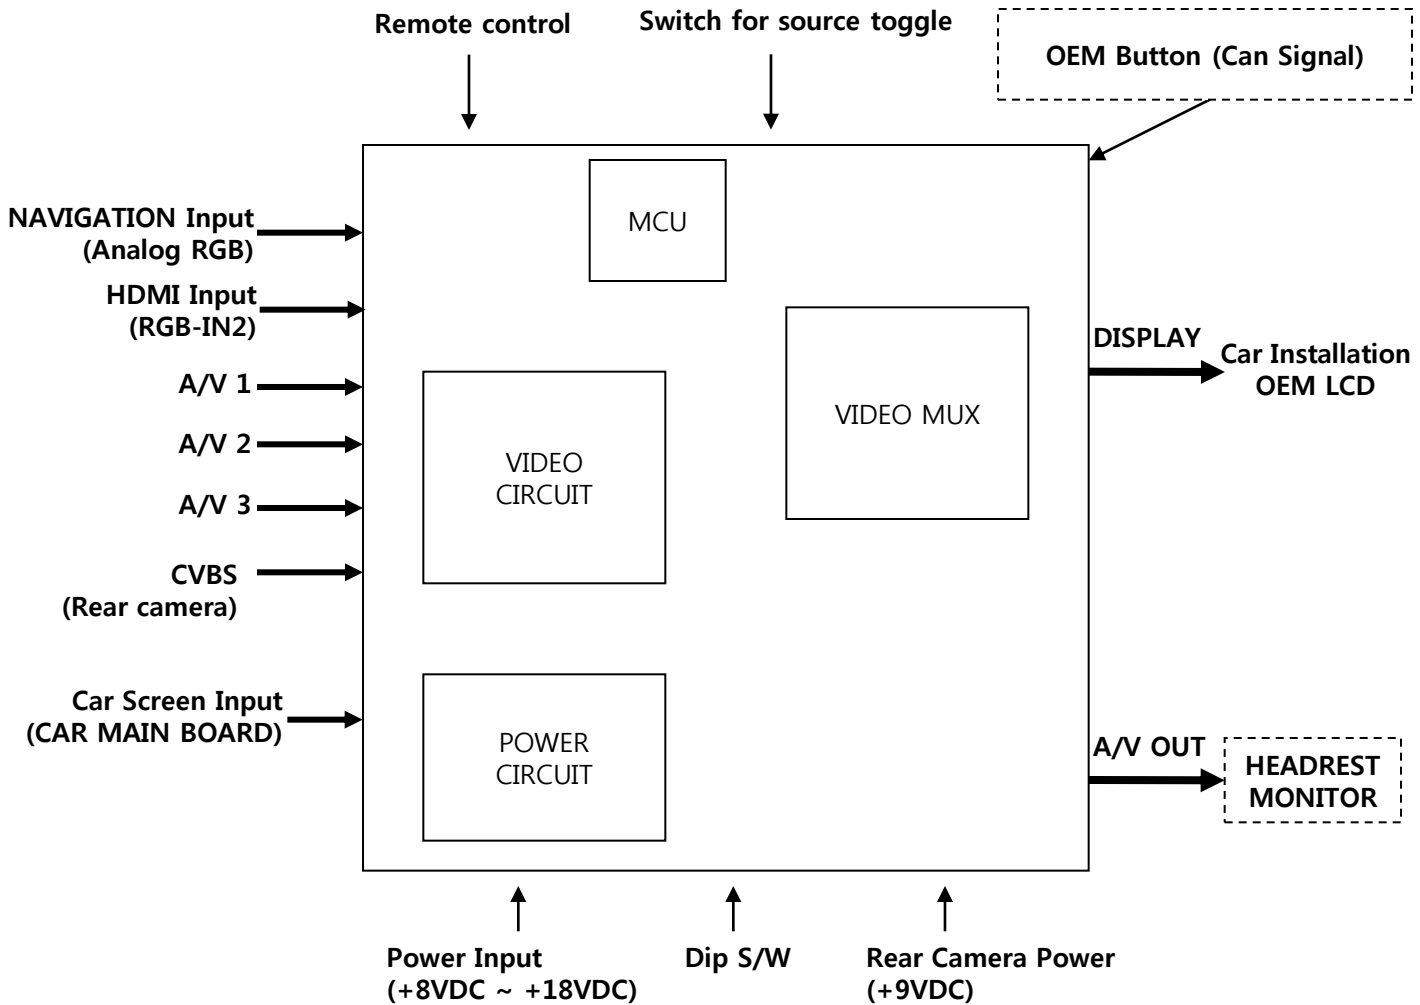 Remote control
Switch for source toggle
OEM Button (Can Signal)
MCU
NAVIGATION Input
(Analog RGB)
HDMI Input
(RGB-IN2)
A/V 1
A/V 2
A/V 3
CVBS
(Rear camera)
Car Screen Input
(CAR MAIN BOARD)
VIDEO
CIRCUIT
VIDEO MUX
POWER
CIRCUIT
DISPLAY
Car Installation
OEM LCD
A/V OUT
HEADREST
MONITOR
Power Input
(+8VDC ~ +18VDC)
Dip S/W
Rear Camera Power
(+9VDC)